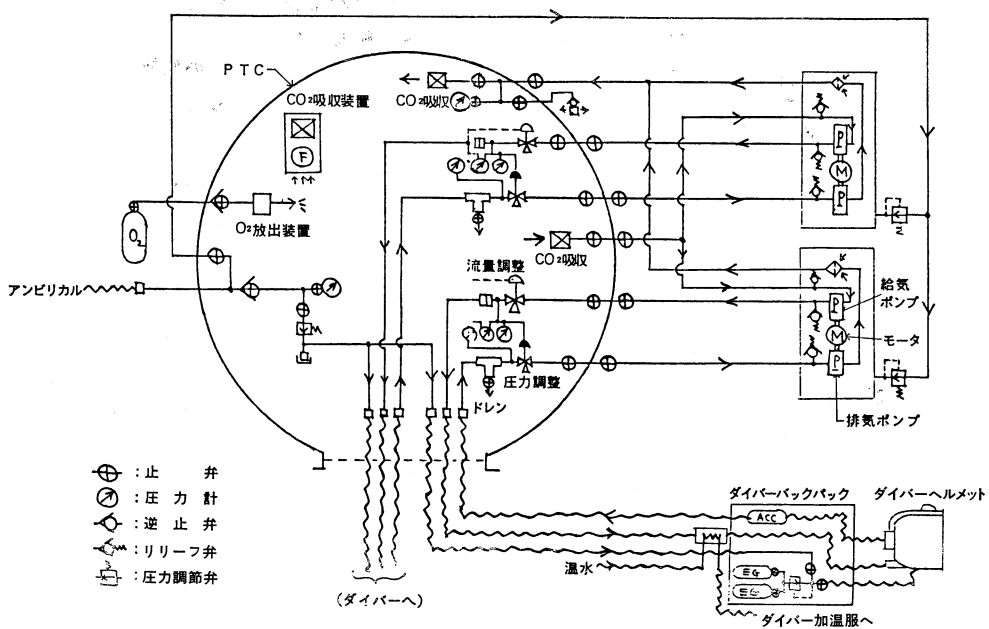 PTC
CO₂吸収装置
F
CO₂吸収
O₂
O₂放出装置
アンビリカル
流量調整
CO₂吸収
圧力調整
ドレン
P
M
P
P
M
P
給気
ポンプ
モータ
排気ポンプ
止弁
：圧力計
：逆止弁
：リリーフ弁
：圧力調節弁
(ダイバーへ)
ダイバーバックパック
ダイバーヘルメット
ACC
温水
EG
EG
ダイバー加温服へ